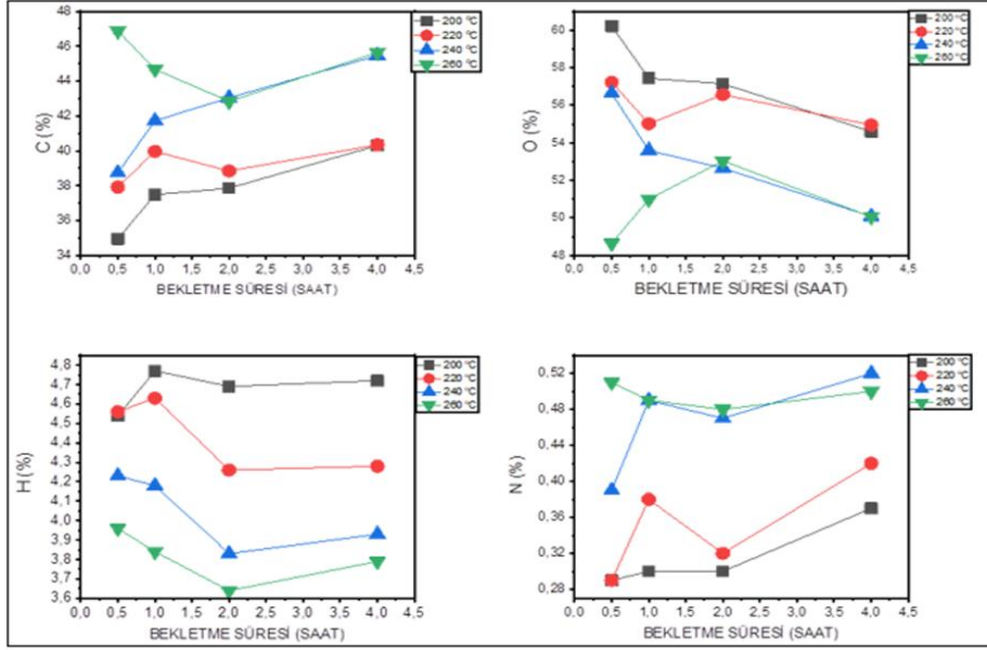 48
46
44
42
40
38
36
34
C (%)
0,0 0,5 1,0 1,5 2,0 2,5 3,0 3,5 4,0 4,5
BEKLETME SÜRESİ (SAAT)
200 °C
220 °C
240 °C
260 °C
60
58
56
54
52
50
48
O (%)
0,0 0,5 1,0 1,5 2,0 2,5 3,0 3,5 4,0 4,5
BEKLETME SÜRESİ (SAAT)
200 °C
220 °C
240 °C
260 °C
4,8
4,7
4,6
4,5
4,4
4,3
4,2
4,1
4,0
3,9
3,8
3,7
3,6
H (%)
0,0 0,5 1,0 1,5 2,0 2,5 3,0 3,5 4,0 4,5
BEKLETME SÜRESİ (SAAT)
200 °C
220 °C
240 °C
260 °C
0,52
0,48
0,44
0,40
0,36
0,32
0,28
N (%)
0,0 0,5 1,0 1,5 2,0 2,5 3,0 3,5 4,0 4,5
BEKLETME SÜRESİ (SAAT)
200 °C
220 °C
240 °C
260 °C